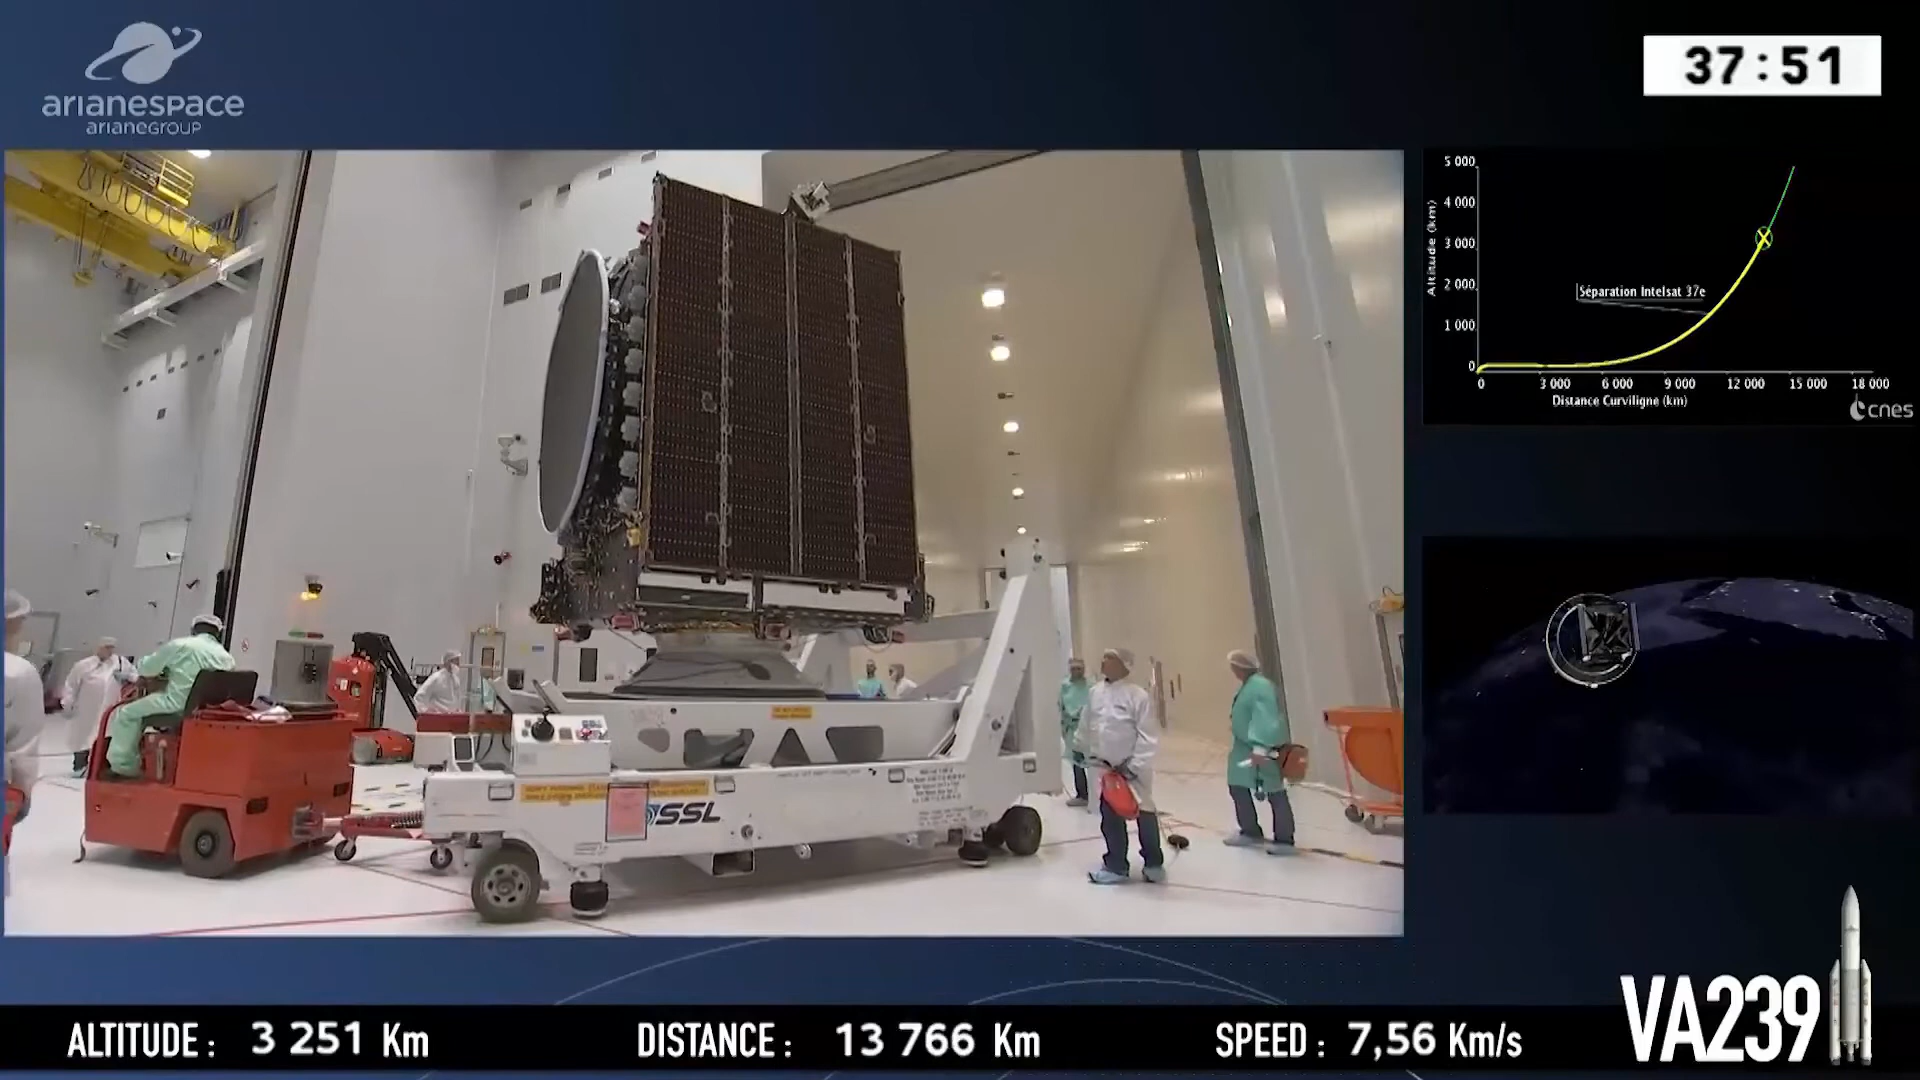 arianespace
arianeGROUP
37:51
5 000
4 000
3 000
2 000
1 000
0
Altitude (km)
Séparation Intelsat 37e
0
3 000
6 000
9 000
12 000
15 000
18 000
Distance Curviligne (km)
cnes
SSL
VA239
ALTITUDE : 3 251 Km
DISTANCE : 13 766 Km
SPEED : 7,56 Km/s